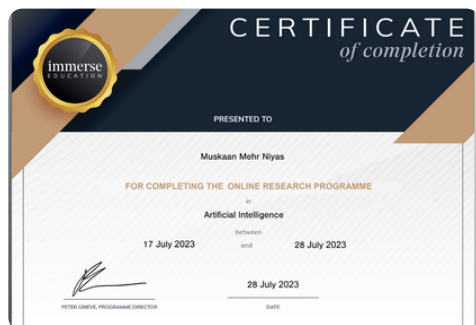 CERTIFICATE
of completion
immerse
EDUCATION
PRESENTED TO
Muskaan Mehr Niyas
FOR COMPLETING THE ONLINE RESEARCH PROGRAMME
in
Artificial Intelligence
between
17 July 2023 and 28 July 2023
28 July 2023
PETER GRIEVE, PROGRAMME DIRECTOR DATE